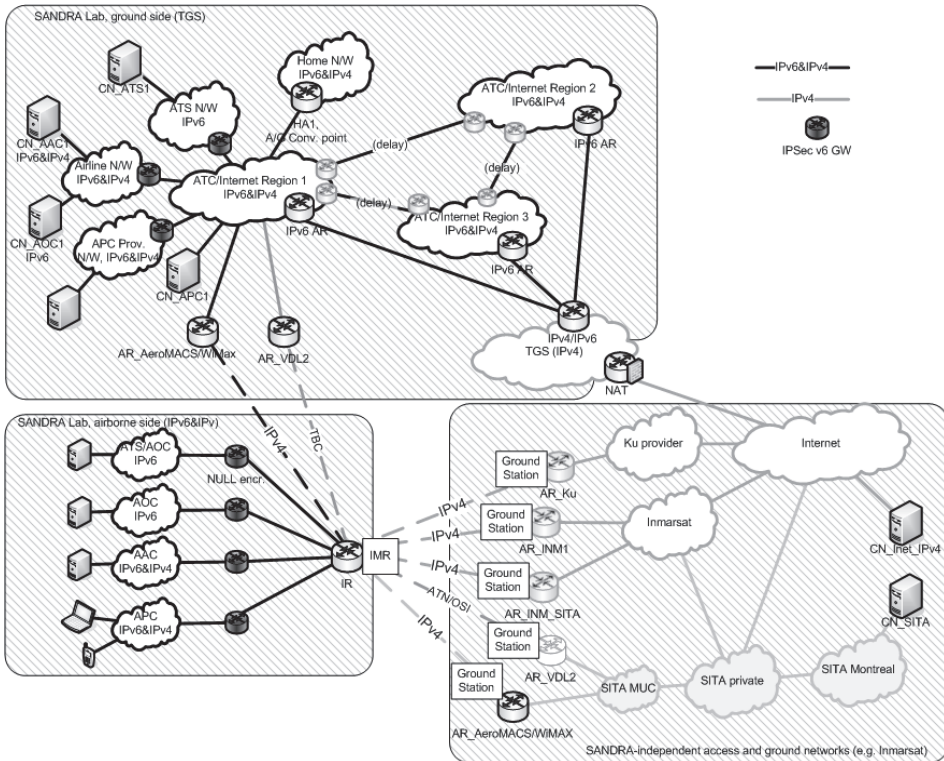 SANDRA Lab, ground side (TGS)
CN_ATS1
ATS N/W
IPv6
Home N/W
IPv6&IPv4
HA1,
A/G Conv. point
ATC/Internet Region 2
IPv6&IPv4
IPv6 AR
IPv6&IPv4
IPv4
IPSec v6 GW
CN_AAC1
IPv6&IPv4
Airline N/W
IPv6&IPv4
CN_AOC1
IPv6
APC Prov.
N/W, IPv6&IPv4
CN_APC1
ATC/Internet Region 1
IPv6&IPv4
IPv6 AR
(delay)
(delay)
(delay)
ATC/Internet Region 3
IPv6&IPv4
IPv6 AR
AR_AeroMACS/WiMax
AR_VDL2
IPv4/IPv6
TGS (IPv4)
NAT
SANDRA Lab, airborne side (IPv6&IPv)
ATS/AOC
IPv6
NULL encr.
AOC
IPv6
AAC
IPv6&IPv4
APC
IPv6&IPv4
IR
IMR
IPv4
TBC
IPv4
IPv4
IPv4
ATN/OSI
IPv4
Ground
Station
AR_Ku
Ground
Station
AR_INM1
Ground
Station
AR_INM_SITA
Ground
Station
AR_VDL2
Ground
Station
AR_AeroMACS/WiMAX
Ku provider
Internet
Inmarsat
CN_Inet_IPv4
CN_SITA
SITA MUC
SITA private
SITA Montreal
SANDRA-independent access and ground networks (e.g. Inmarsat)